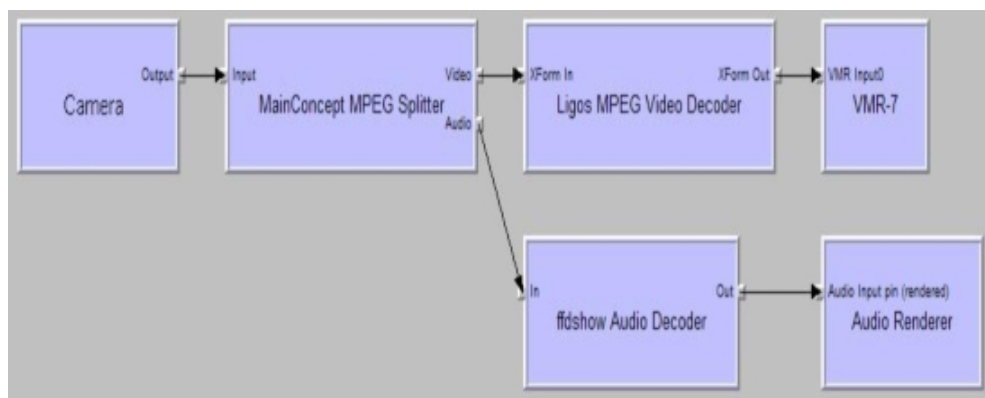 Output
Camera
Input
Video
MainConcept MPEG Splitter
Audio
XForm In
XForm Out
Ligos MPEG Video Decoder
VMR Input0
VMR-7
In
Out
ffdshow Audio Decoder
Audio Input pin (rendered)
Audio Renderer